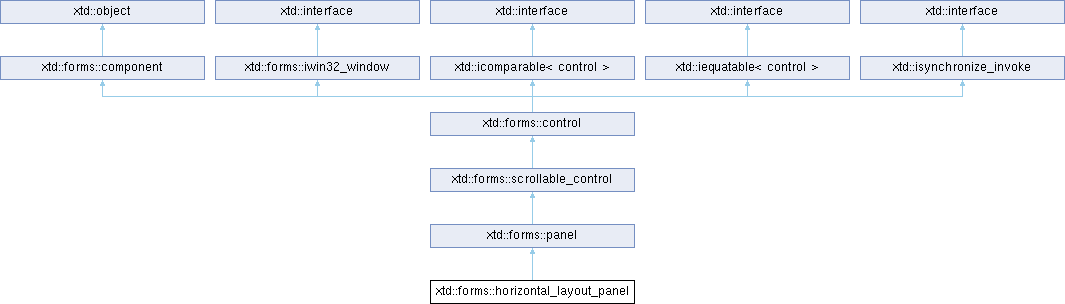 xtd::object
xtd::interface
xtd::interface
xtd::interface
xtd::interface
xtd::forms::component
xtd::forms::iwin32_window
xtd::icomparable< control >
xtd::iequatable< control >
xtd::isynchronize_invoke
xtd::forms::control
xtd::forms::scrollable_control
xtd::forms::panel
xtd::forms::horizontal_layout_panel